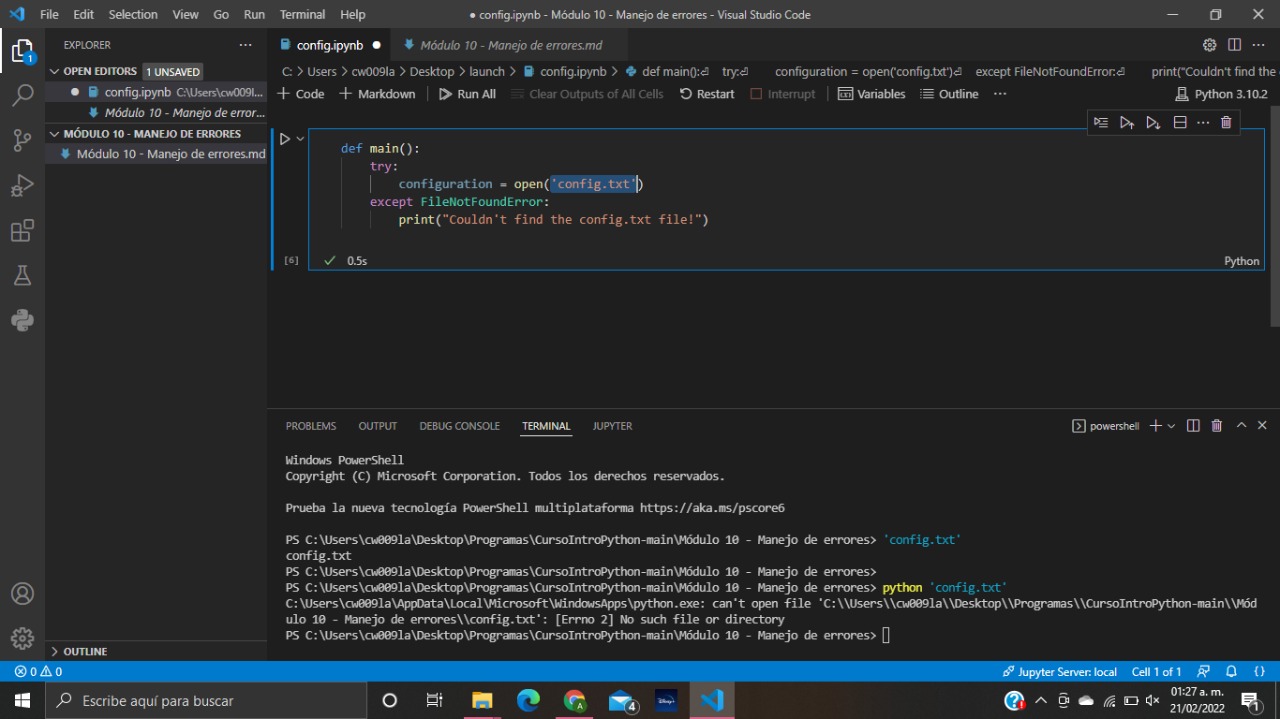 File Edit Selection View Go Run Terminal Help
● config.ipynb - Módulo 10 - Manejo de errores - Visual Studio Code
EXPLORER
config.ipynb ●
Módulo 10 - Manejo de errores.md
OPEN EDITORS 1 UNSAVED
C: > Users > cw009la > Desktop > launch > config.ipynb > def main():⏎ try: configuration = open('config.txt')⏎ except FileNotFoundError:⏎ print("Couldn't find the
● config.ipynb C:\Users\cw009l...
+ Code + Markdown Run All Clear Outputs of All Cells Restart Interrupt Variables Outline ··· Python 3.10.2
Módulo 10 - Manejo de error...
MÓDULO 10 - MANEJO DE ERRORES
Módulo 10 - Manejo de errores.md
def main():
try:
configuration = open('config.txt')
except FileNotFoundError:
print("Couldn't find the config.txt file!")
[6] ✓ 0.5s Python
PROBLEMS OUTPUT DEBUG CONSOLE TERMINAL JUPYTER
powershell
Windows PowerShell
Copyright (C) Microsoft Corporation. Todos los derechos reservados.
Prueba la nueva tecnología PowerShell multiplataforma https://aka.ms/pscore6
PS C:\Users\cw009la\Desktop\Programas\CursoIntroPython-main\Módulo 10 - Manejo de errores> 'config.txt'
config.txt
PS C:\Users\cw009la\Desktop\Programas\CursoIntroPython-main\Módulo 10 - Manejo de errores>
PS C:\Users\cw009la\Desktop\Programas\CursoIntroPython-main\Módulo 10 - Manejo de errores> python 'config.txt'
C:\Users\cw009la\AppData\Local\Microsoft\WindowsApps\python.exe: can't open file 'C:\\Users\\cw009la\\Desktop\\Programas\\CursoIntroPython-main\\Mód
ulo 10 - Manejo de errores\\config.txt': [Errno 2] No such file or directory
PS C:\Users\cw009la\Desktop\Programas\CursoIntroPython-main\Módulo 10 - Manejo de errores>
OUTLINE
0 0
Jupyter Server: local Cell 1 of 1
Escribe aquí para buscar
01:27 a. m.
21/02/2022